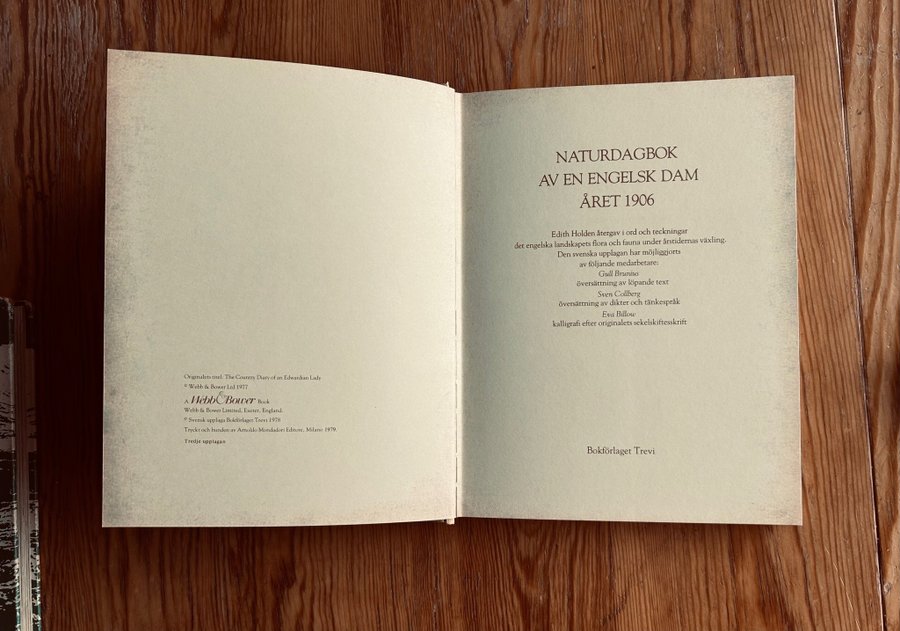 Originalets titel: The Country Diary of an Edwardian Lady
© Webb & Bower Ltd 1977
A Webb & Bower Book
Webb & Bower Limited, Exeter, England.
© Svensk upplaga Bokförlaget Trevi 1978
Tryckt och bunden av Arnoldo Mondadori Editore, Milano 1979.
Tredje upplagan
NATURDAGBOK
AV EN ENGELSK DAM
ÅRET 1906
Edith Holden återgav i ord och teckningar
det engelska landskapets flora och fauna under årstidernas växling.
Den svenska upplagan har möjliggjorts
av följande medarbetare:
Gull Brunius
översättning av löpande text
Sven Collberg
översättning av dikter och tänkespråk
Eva Billow
kalligrafi efter originalets sekelskiftesskrift
Bokförlaget Trevi